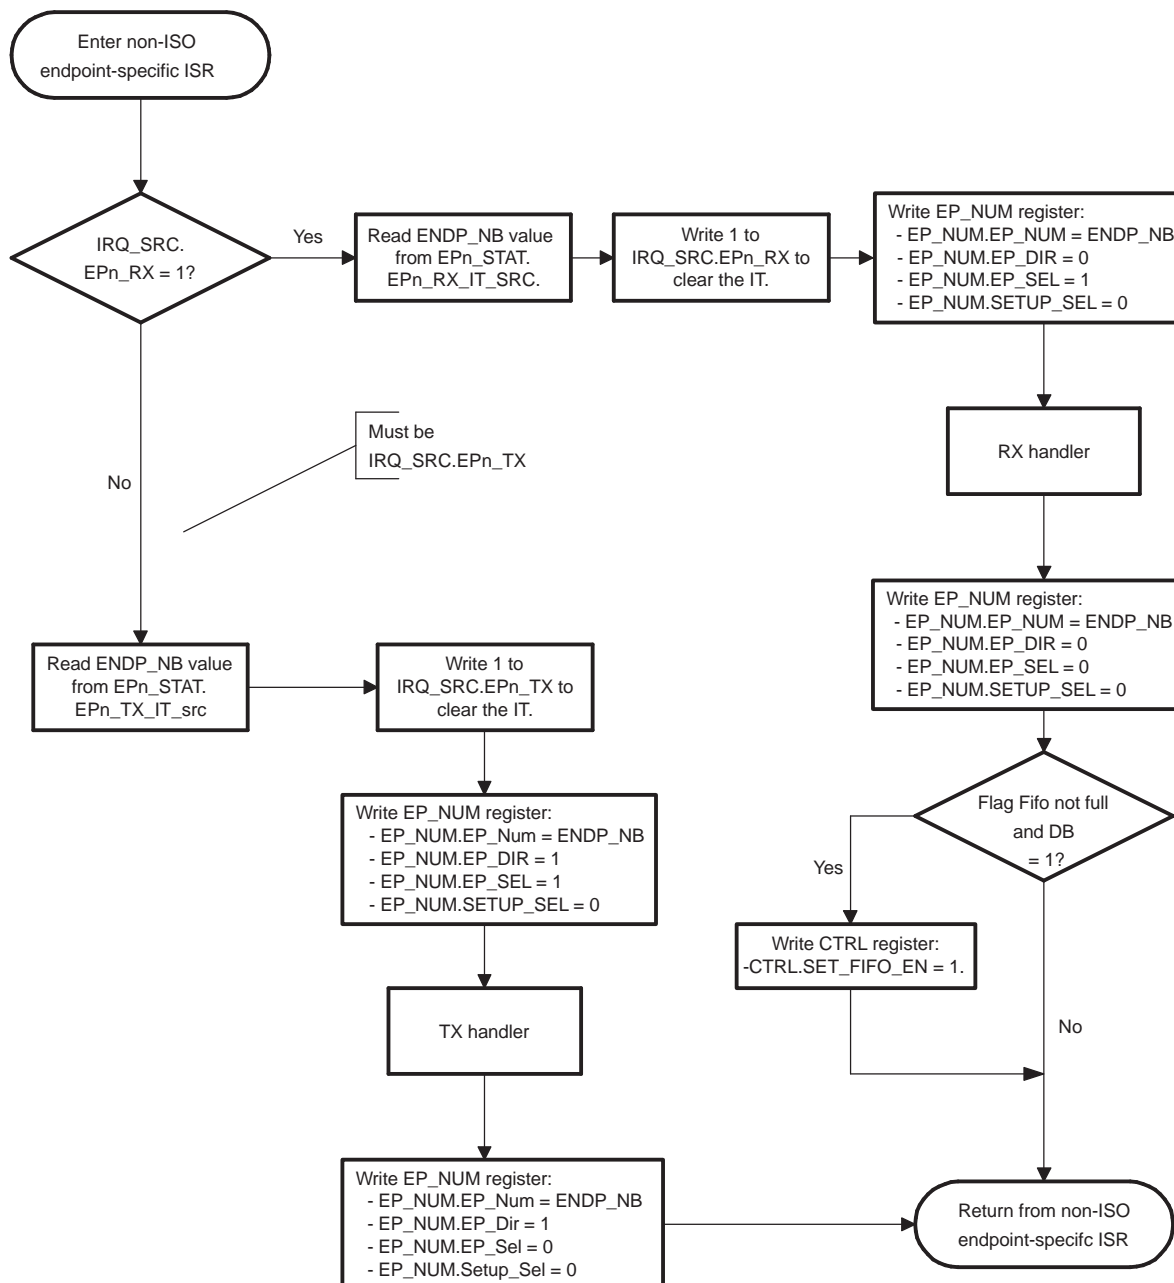 Enter non-ISO
endpoint-specific ISR
IRQ_SRC.
EPn_RX = 1?
Yes
Read ENDP_NB value
from EPn_STAT.
EPn_RX_IT_SRC.
Write 1 to
IRQ_SRC.EPn_RX to
clear the IT.
Write EP_NUM register:
- EP_NUM.EP_NUM = ENDP_NB
- EP_NUM.EP_DIR = 0
- EP_NUM.EP_SEL = 1
- EP_NUM.SETUP_SEL = 0
Must be
IRQ_SRC.EPn_TX
No
RX handler
Write EP_NUM register:
- EP_NUM.EP_NUM = ENDP_NB
- EP_NUM.EP_DIR = 0
- EP_NUM.EP_SEL = 0
- EP_NUM.SETUP_SEL = 0
Read ENDP_NB value
from EPn_STAT.
EPn_TX_IT_src
Write 1 to
IRQ_SRC.EPn_TX to
clear the IT.
Write EP_NUM register:
- EP_NUM.EP_Num = ENDP_NB
- EP_NUM.EP_DIR = 1
- EP_NUM.EP_SEL = 1
- EP_NUM.SETUP_SEL = 0
Flag Fifo not full
and DB
= 1?
Yes
Write CTRL register:
-CTRL.SET_FIFO_EN = 1.
No
TX handler
Write EP_NUM register:
- EP_NUM.EP_Num = ENDP_NB
- EP_NUM.EP_Dir = 1
- EP_NUM.EP_Sel = 0
- EP_NUM.Setup_Sel = 0
Return from non-ISO
endpoint-specifc ISR